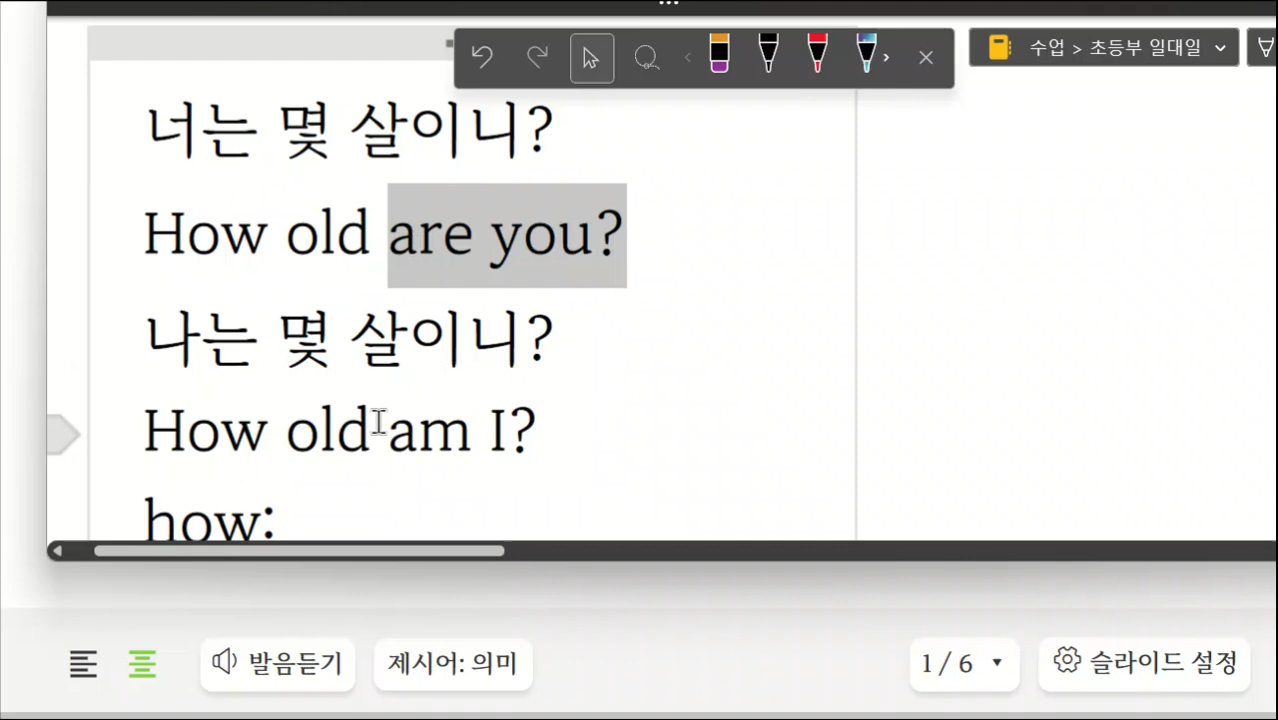 수업 > 초등부 일대일
너는 몇 살이니?
How old are you?
나는 몇 살이니?
How old am I?
how:
발음듣기
제시어: 의미
1 / 6
슬라이드 설정